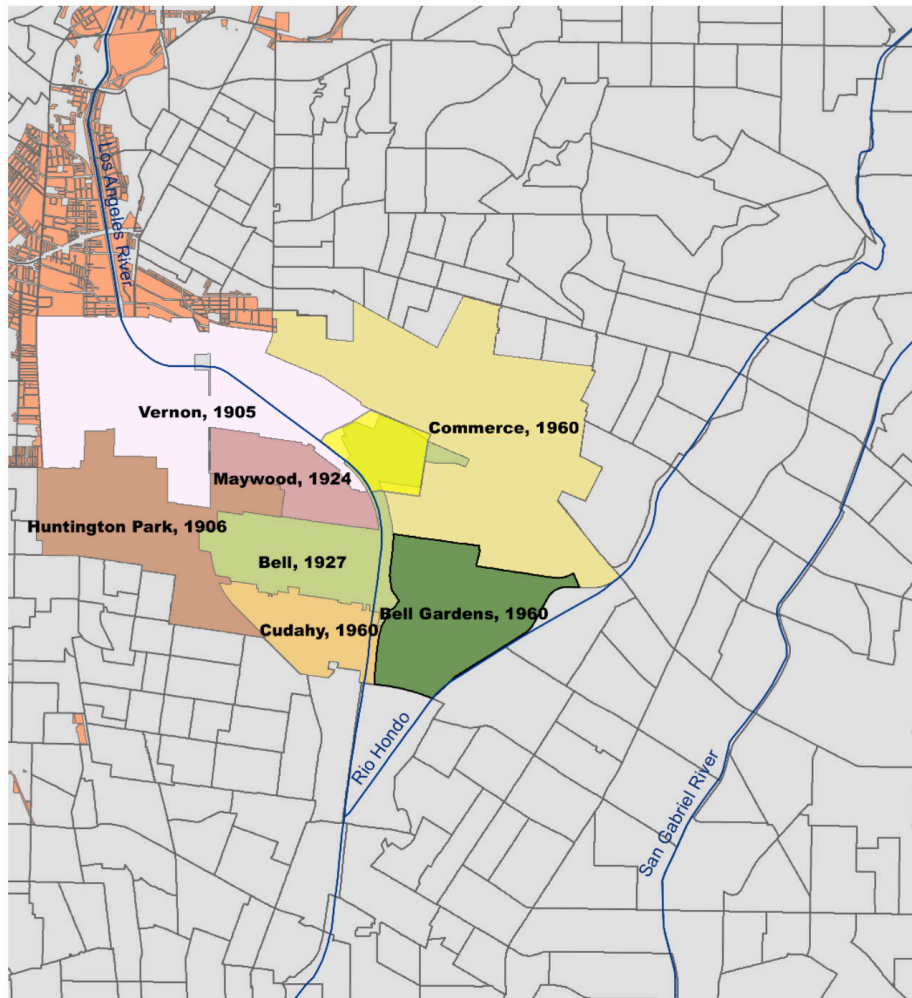 Los Angeles River
Vernon, 1905
Commerce, 1960
Maywood, 1924
Huntington Park, 1906
Bell, 1927
Bell Gardens, 1960
Cudahy, 1960
Rio Hondo
San Gabriel River